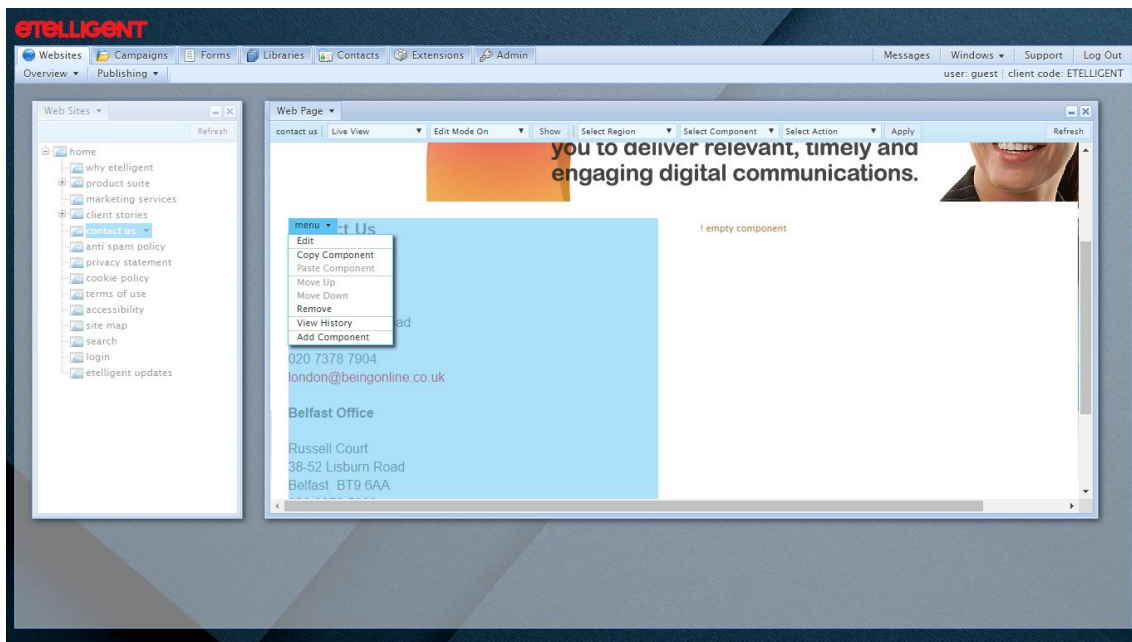 eTELLIGENT
Websites Campaigns Forms Libraries Contacts Extensions Admin Messages Windows Support Log Out
Overview Publishing user: guest client code: ETELLIGENT
Web Sites
Refresh
home
why etelligent
product suite
marketing services
client stories
contact us
anti spam policy
privacy statement
cookie policy
terms of use
accessibility
site map
search
login
etelligent updates
Web Page
contact us Live View Edit Mode On Show Select Region Select Component Select Action Apply Refresh
you to deliver relevant, timely and
engaging digital communications.
menu
Us
! empty component
Edit
Copy Component
Paste Component
Move Up
Move Down
Remove
View History
Add Component
020 7378 7904
london@beingonline.co.uk
Belfast Office
Russell Court
38-52 Lisburn Road
Belfast BT9 6AA